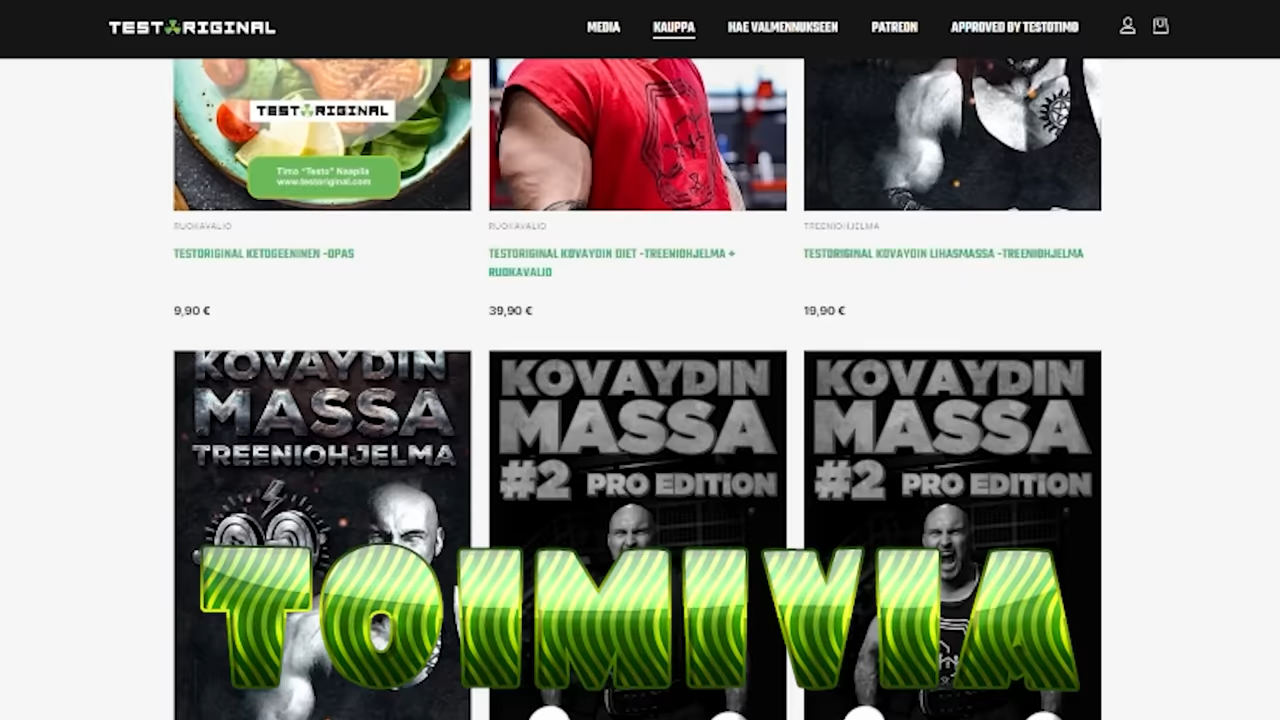 TESTORIGINAL
MEDIA KAUPPA HAE VALMENNUKSEEN PATREON APPROVED BY TESTOTIMO
TESTORIGINAL
Timo "Testo" Naapila
www.testoriginal.com
RUOKAVALIO
TESTORIGINAL KETOGEENINEN -OPAS
9,90 €
RUOKAVALIO
TESTORIGINAL KOVAYDIN DIET -TREENIOHJELMA +
RUOKAVALIO
39,90 €
TREENIOHJELMA
TESTORIGINAL KOVAYDIN LIHASMASSA -TREENIOHJELMA
19,90 €
KOVAYDIN
MASSA
TREENIOHJELMA
KOVAYDIN
MASSA
#2 PRO EDITION
KOVAYDIN
MASSA
#2 PRO EDITION
TOIMIVIA